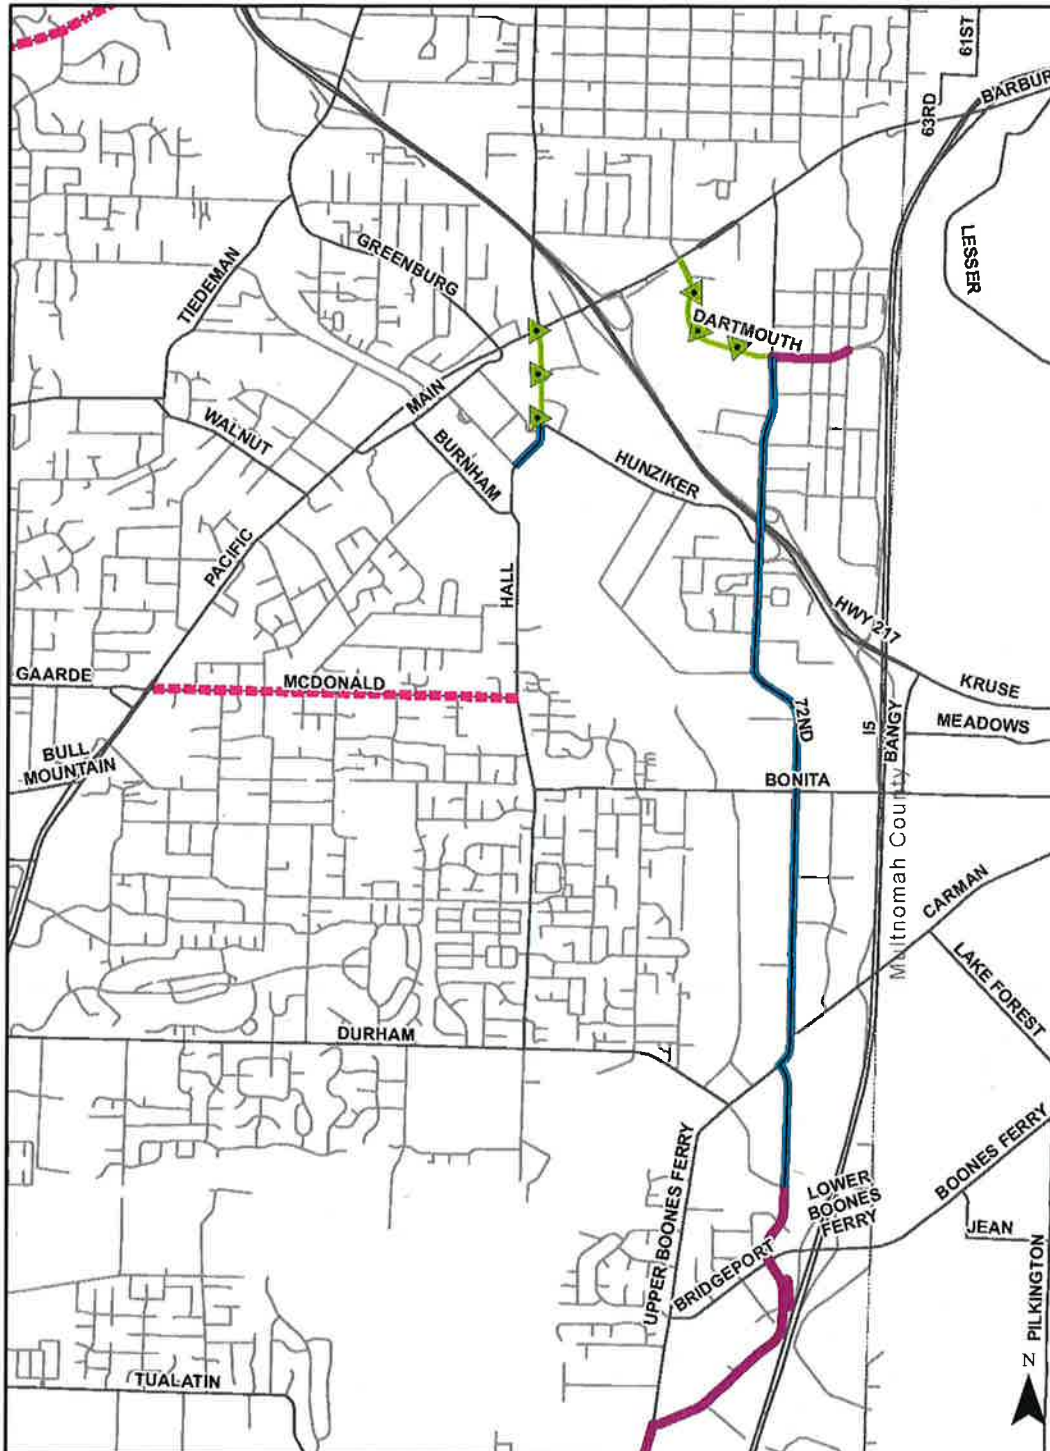 61ST
BARBUR
63RD
LESSER
GREENBURG
TIEDEMAN
DARTMOUTH
MAIN
WALNUT
BURNHAM
HUNZIKER
PACIFIC
HALL
HWY 217
GAARDE
MCDONALD
KRUSE
72ND
I5
BANGY
MEADOWS
BULL
MOUNTAIN
BONITA
Multnomah County
CARMAN
LAKE FOREST
DURHAM
BOONES FERRY
UPPER BOONES FERRY
LOWER
BOONES
FERRY
JEAN
BRIDGEPORT
PILKINGTON
TUALATIN
N